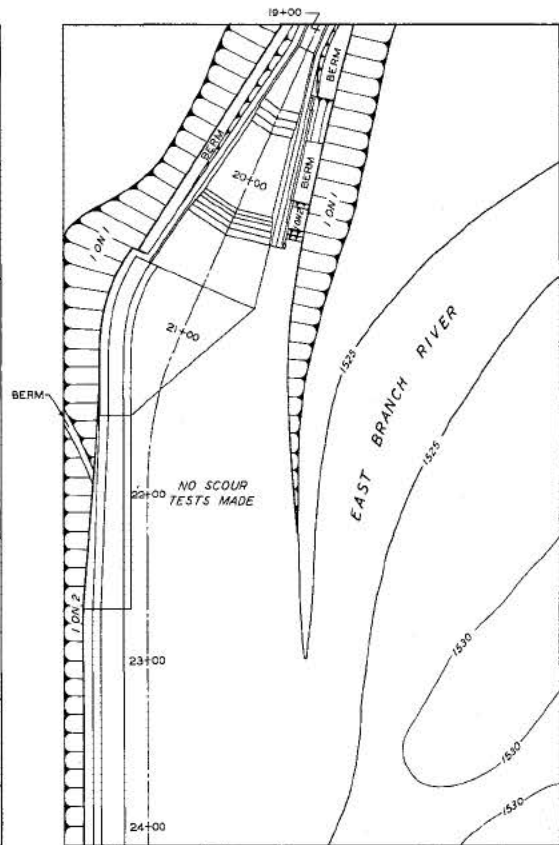 19+00
BERM
BERM
20+00
BERM
1 ON 1
1 ON 1
21+00
1525
EAST BRANCH RIVER
1525
BERM
NO SCOUR
TESTS MADE
22+00
1 ON 2
1530
23+00
1530
1530
24+00